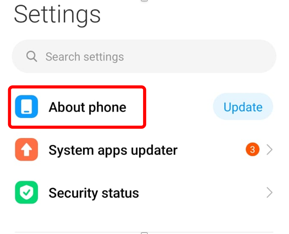 Settings
Search settings
About phone Update
System apps updater 3
Security status